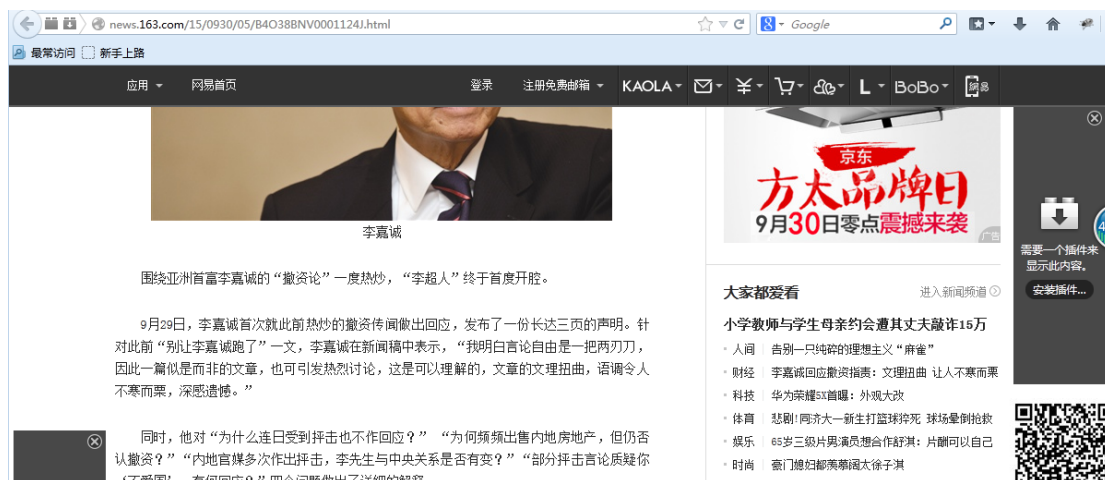 news.163.com/15/0930/05/B4O38BNV0001124J.html
Google
最常访问 新手上路
应用 网易首页 登录 注册免费邮箱 KAOLA BoBo
李嘉诚
围绕亚洲首富李嘉诚的“撤资论”一度热炒，“李超人”终于首度开腔。
9月29日，李嘉诚首次就此前热炒的撤资传闻做出回应，发布了一份长达三页的声明。针
对此前“别让李嘉诚跑了”一文，李嘉诚在新闻稿中表示，“我明白言论自由是一把两刃刀，
因此一篇似是而非的文章，也可引发热烈讨论，这是可以理解的，文章的文理扭曲，语调令人
不寒而栗，深感遗憾。”
同时，他对“为什么连日受到抨击也不作回应？” “为何频频出售内地房地产，但仍否
认撤资？”“内地官媒多次作出抨击，李先生与中央关系是否有变？”“部分抨击言论质疑你
京东
方太品牌日
9月30日零点震撼来袭
广告
大家都爱看 进入新闻频道
小学教师与学生母亲约会遭其丈夫敲诈15万
人间 告别一只纯碎的理想主义“麻雀”
财经 李嘉诚回应撤资指责：文理扭曲 让人不寒而栗
科技 华为荣耀5X首曝：外观大改
体育 悲剧!同济大一新生打篮球猝死 球场晕倒抢救
娱乐 65岁三级片男演员想合作舒淇：片酬可以自己
时尚 豪门媳妇都羡慕阔太徐子淇
需要一个插件来
显示此内容。
安装插件...